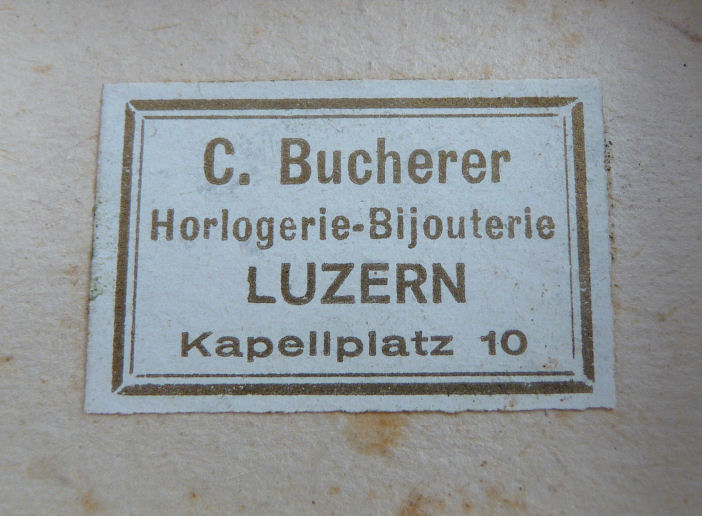 C. Bucherer
Horlogerie-Bijouterie
LUZERN
Kapellplatz 10